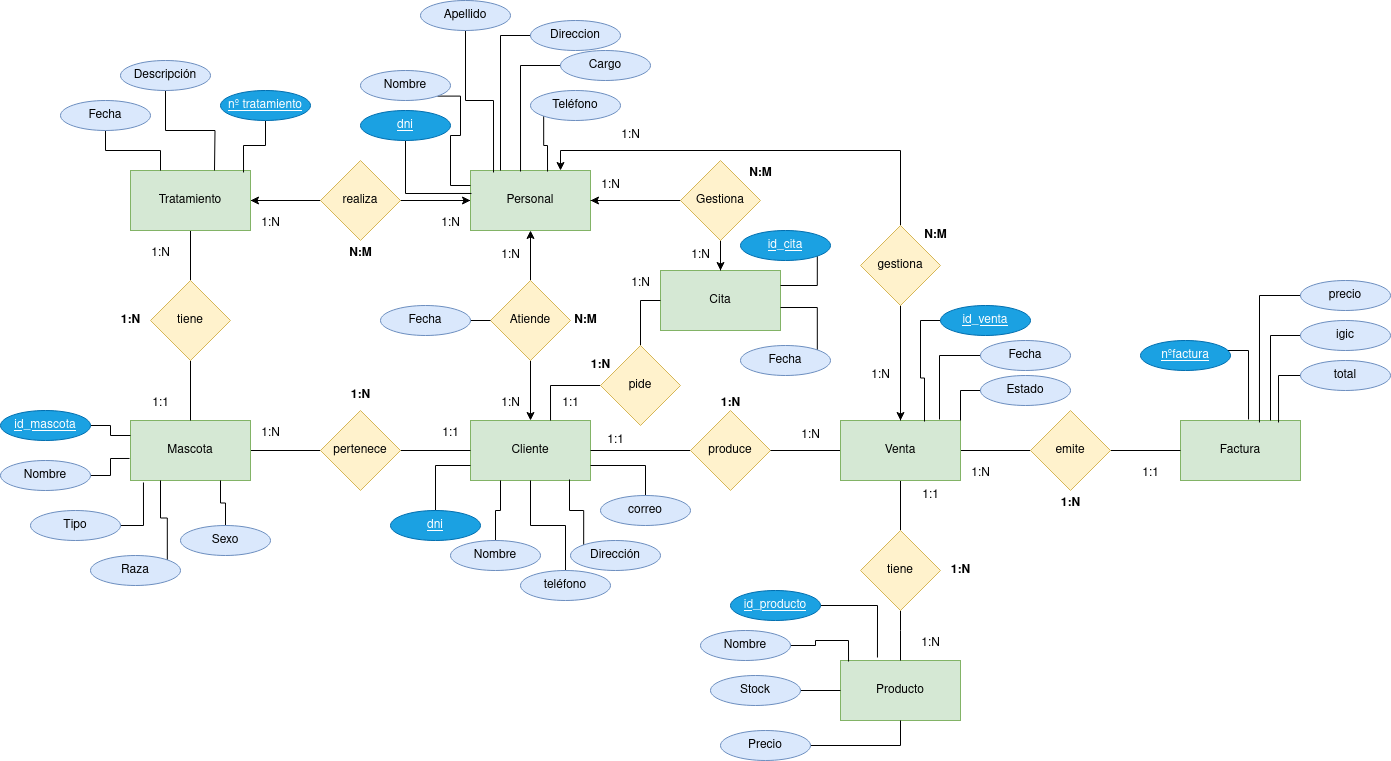 Apellido
Direccion
Cargo
Descripción
Nombre
Teléfono
nº tratamiento
Fecha
dni
1:N
Tratamiento
realiza
Personal
1:N
Gestiona
N:M
1:N
1:N
N:M
1:N
1:N
1:N
id_cita
N:M
gestiona
1:N
Cita
1:N
tiene
Fecha
Atiende
N:M
id_venta
precio
igic
Fecha
Fecha
nºfactura
total
1:N
pide
1:N
Estado
1:1
1:N
1:N
1:1
1:N
id_mascota
1:N
1:1
1:1
1:N
Mascota
pertenece
Cliente
produce
Venta
emite
Factura
Nombre
1:N
1:1
1:1
1:N
Tipo
Sexo
dni
correo
Raza
Nombre
Dirección
teléfono
tiene
1:N
id_producto
Nombre
1:N
Stock
Producto
Precio